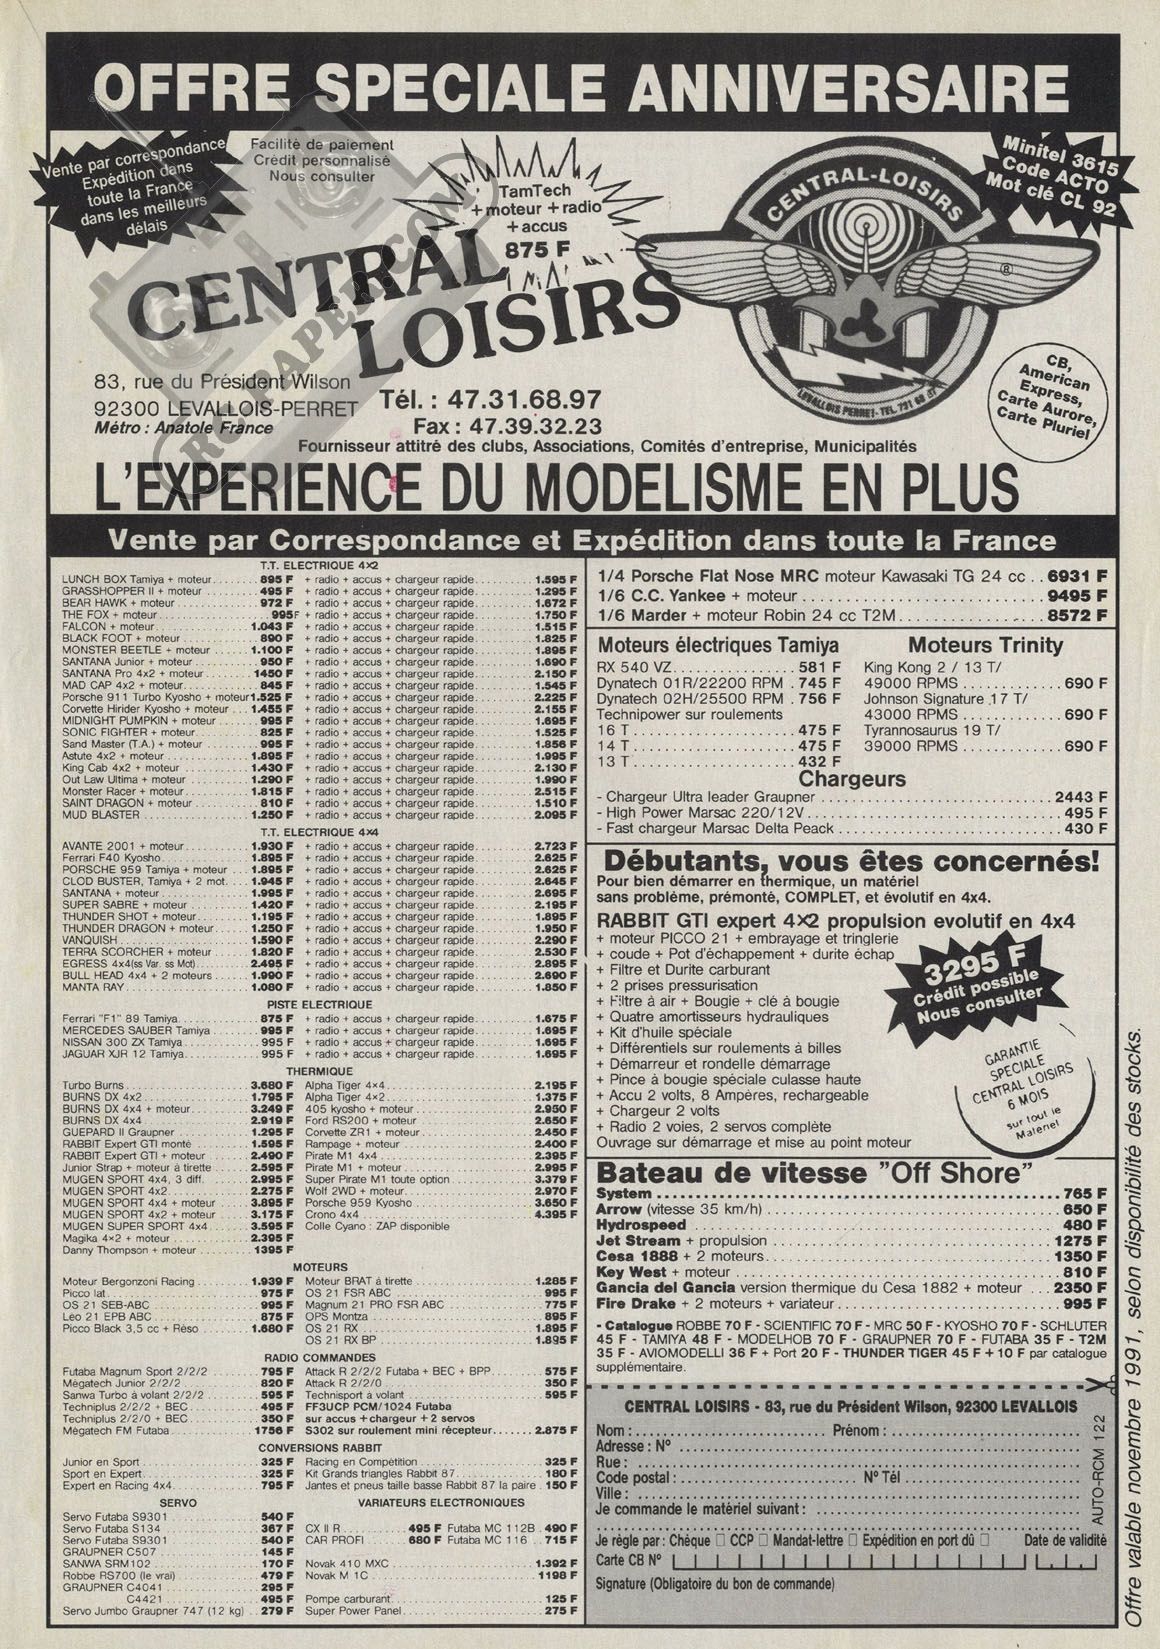 OFFRE SPECIALE ANNIVERSAIRE
Vente par correspondance
Expédition dans
toute la France
dans les meilleurs
délais
Facilité de paiement
Crédit personnalisé
Nous consulter
TamTech
+ moteur + radio
+ accus
875 F
CENTRAL
LOISIRS
CENTRAL-LOISIRS
®
Minitel 3615
Code ACTO
Mot clé CL 92
CB,
American
Express,
Carte Aurore,
Carte Pluriel
RCPAPER.COM
83, rue du Président Wilson
92300 LEVALLOIS-PERRET
Métro : Anatole France
Tél. : 47.31.68.97
Fax : 47.39.32.23
Fournisseur attitré des clubs, Associations, Comités d'entreprise, Municipalités
L'EXPERIENCE DU MODELISME EN PLUS
Vente par Correspondance et Expédition dans toute la France
T.T. ELECTRIQUE 4X2
LUNCH BOX Tamiya + moteur 895 F + radio + accus + chargeur rapide 1.595 F
GRASSHOPPER II + moteur 495 F + radio + accus + chargeur rapide 1.295 F
BEAR HAWK + moteur 972 F + radio + accus + chargeur rapide 1.672 F
THE FOX + moteur 995F + radio + accus + chargeur rapide 1.750 F
FALCON + moteur 1.043 F + radio + accus + chargeur rapide 1.515 F
BLACK FOOT + moteur 890 F + radio + accus + chargeur rapide 1.825 F
MONSTER BEETLE + moteur 1.100 F + radio + accus + chargeur rapide 1.895 F
SANTANA Junior + moteur 950 F + radio + accus + chargeur rapide 1.690 F
SANTANA Pro 4x2 + moteur 1450 F + radio + accus + chargeur rapide 2.150 F
MAD CAP 4x2 + moteur 845 F + radio + accus + chargeur rapide 1.545 F
Porsche 911 Turbo Kyosho + moteur 1.525 F + radio + accus + chargeur rapide 2.225 F
Corvette Hirider Kyosho + moteur 1.455 F + radio + accus + chargeur rapide 2.155 F
MIDNIGHT PUMPKIN + moteur 995 F + radio + accus + chargeur rapide 1.695 F
SONIC FIGHTER + moteur 825 F + radio + accus + chargeur rapide 1.525 F
Sand Master (T.A.) + moteur 995 F + radio + accus + chargeur rapide 1.856 F
Astute 4x2 + moteur 1.895 F + radio + accus + chargeur rapide 1.995 F
King Cab 4x2 + moteur 1.430 F + radio + accus + chargeur rapide 2.130 F
Out Law Ultima + moteur 1.290 F + radio + accus + chargeur rapide 1.990 F
Monster Racer + moteur 1.815 F + radio + accus + chargeur rapide 2.515 F
SAINT DRAGON + moteur 810 F + radio + accus + chargeur rapide 1.510 F
MUD BLASTER 1.250 F + radio + accus + chargeur rapide 2.095 F
T.T. ELECTRIQUE 4X4
AVANTE 2001 + moteur 1.930 F + radio + accus + chargeur rapide 2.723 F
Ferrari F40 Kyosho 1.895 F + radio + accus + chargeur rapide 2.625 F
PORSCHE 959 Tamiya + moteur 1.895 F + radio + accus + chargeur rapide 2.625 F
CLOD BUSTER, Tamiya + 2 mot. 1.945 F + radio + accus + chargeur rapide 2.645 F
SANTANA + moteur 1.995 F + radio + accus + chargeur rapide 2.695 F
SUPER SABRE + moteur 1.420 F + radio + accus + chargeur rapide 2.195 F
THUNDER SHOT + moteur 1.195 F + radio + accus + chargeur rapide 1.895 F
THUNDER DRAGON + moteur 1.250 F + radio + accus + chargeur rapide 1.950 F
VANQUISH 1.590 F + radio + accus + chargeur rapide 2.290 F
TERRA SCORCHER + moteur 1.820 F + radio + accus + chargeur rapide 2.530 F
EGRESS 4x4(ss Var. ss Mot) 2.495 F + radio + accus + chargeur rapide 2.895 F
BULL HEAD 4x4 + 2 moteurs 1.990 F + radio + accus + chargeur rapide 2.690 F
MANTA RAY 1.080 F + radio + accus + chargeur rapide 1.850 F
PISTE ELECTRIQUE
Ferrari "F1" 89 Tamiya 875 F + radio + accus + chargeur rapide 1.675 F
MERCEDES SAUBER Tamiya 995 F + radio + accus + chargeur rapide 1.695 F
NISSAN 300 ZX Tamiya 995 F + radio + accus + chargeur rapide 1.695 F
JAGUAR XJR 12 Tamiya 995 F + radio + accus + chargeur rapide 1.695 F
THERMIQUE
Turbo Burns 3.680 F Alpha Tiger 4x4 2.195 F
BURNS DX 4x2 1.795 F Alpha Tiger 4x2 1.375 F
BURNS DX 4x4 + moteur 3.249 F 405 kyosho + moteur 2.950 F
BURNS DX 4x4 2.919 F Ford RS200 + moteur 2.650 F
GUEPARD II Graupner 1.295 F Corvette ZR1 + moteur 2.450 F
RABBIT Expert GTI monté 1.595 F Rampage + moteur 2.400 F
RABBIT Expert GTI + moteur 2.490 F Pirate M1 4x4 2.395 F
Junior Strap + moteur à tirette 2.595 F Pirate M1 + moteur 2.995 F
MUGEN SPORT 4x4, 3 diff. 2.995 F Super Pirate M1 toute option 3.379 F
MUGEN SPORT 4x2 2.275 F Wolf 2WD + moteur 2.970 F
MUGEN SPORT 4x4 + moteur 3.895 F Porsche 959 Kyosho 3.650 F
MUGEN SPORT 4x2 + moteur 3.175 F Crono 4x4 4.395 F
MUGEN SUPER SPORT 4x4 3.595 F Colle Cyano : ZAP disponible
Magika 4x2 + moteur 2.395 F
Danny Thompson + moteur 1395 F
MOTEURS
Moteur Bergonzoni Racing 1.939 F Moteur BRAT à tirette 1.285 F
Picco lat 975 F OS 21 FSR ABC 995 F
OS 21 SEB-ABC 995 F Magnum 21 PRO FSR ABC 775 F
Leo 21 EPB ABC 875 F OPS Montza 895 F
Picco Black 3,5 cc + Réso 1.680 F OS 21 RX 1.895 F
OS 21 RX BP 1.895 F
RADIO COMMANDES
Futaba Magnum Sport 2/2/2 795 F Attack R 2/2/2 Futaba + BEC + BPP 575 F
Mégatech Junior 2/2/2 820 F Attack R 2/2/0 350 F
Sanwa Turbo à volant 2/2/2 595 F Technisport à volant 595 F
Techniplus 2/2/2 + BEC 495 F FF3UCP PCM/1024 Futaba
Techniplus 2/2/0 + BEC 350 F sur accus + chargeur + 2 servos
Mégatech FM Futaba 1756 F S302 sur roulement mini récepteur 2.875 F
CONVERSIONS RABBIT
Junior en Sport 325 F Racing en Compétition 325 F
Sport en Expert 325 F Kit Grands triangles Rabbit 87 180 F
Expert en Racing 4x4 795 F Jantes et pneus taille basse Rabbit 87 la paire 150 F
SERVO
Servo Futaba S9301 540 F
Servo Futaba S134 367 F
Servo Futaba S9301 540 F
GRAUPNER C507 145 F
SANWA SRM102 170 F
Robbe RS700 (le vrai) 479 F
GRAUPNER C4041 295 F
C4421 495 F
Servo Jumbo Graupner 747 (12 kg) 279 F
VARIATEURS ELECTRONIQUES
CX II R 495 F Futaba MC 112B 490 F
CAR PROFI 680 F Futaba MC 116 715 F
Novak 410 MXC 1.392 F
Novak M 1C 1198 F
Pompe carburant 125 F
Super Power Panel 275 F
1/4 Porsche Flat Nose MRC moteur Kawasaki TG 24 cc 6931 F
1/6 C.C. Yankee + moteur 9495 F
1/6 Marder + moteur Robin 24 cc T2M 8572 F
Moteurs électriques Tamiya
RX 540 VZ 581 F
Dynatech 01R/22200 RPM 745 F
Dynatech 02H/25500 RPM 756 F
Technipower sur roulements
16 T 475 F
14 T 475 F
13 T 432 F
Moteurs Trinity
King Kong 2 / 13 T/
49000 RPMS 690 F
Johnson Signature 17 T/
43000 RPMS 690 F
Tyrannosaurus 19 T/
39000 RPMS 690 F
Chargeurs
- Chargeur Ultra leader Graupner 2443 F
- High Power Marsac 220/12V 495 F
- Fast chargeur Marsac Delta Peack 430 F
Débutants, vous êtes concernés!
Pour bien démarrer en thermique, un matériel
sans problème, prémonté, COMPLET, et évolutif en 4x4.
RABBIT GTI expert 4X2 propulsion evolutif en 4x4
+ moteur PICCO 21 + embrayage et tringlerie
+ coude + Pot d'échappement + durite échap
+ Filtre et Durite carburant
+ 2 prises pressurisation
+ Filtre à air + Bougie + clé à bougie
+ Quatre amortisseurs hydrauliques
+ Kit d'huile spéciale
+ Différentiels sur roulements à billes
+ Démarreur et rondelle démarrage
+ Pince à bougie spéciale culasse haute
+ Accu 2 volts, 8 Ampères, rechargeable
+ Chargeur 2 volts
+ Radio 2 voies, 2 servos complète
Ouvrage sur démarrage et mise au point moteur
3295 F
Crédit possible
Nous consulter
GARANTIE
SPECIALE
CENTRAL LOISIRS
6 MOIS
sur tout le
Materiel
Bateau de vitesse "Off Shore"
System 765 F
Arrow (vitesse 35 km/h) 650 F
Hydrospeed 480 F
Jet Stream + propulsion 1275 F
Cesa 1888 + 2 moteurs 1350 F
Key West + moteur 810 F
Gancia del Gancia version thermique du Cesa 1882 + moteur 2350 F
Fire Drake + 2 moteurs + variateur 995 F
- Catalogue ROBBE 70 F - SCIENTIFIC 70 F - MRC 50 F - KYOSHO 70 F - SCHLUTER
45 F - TAMIYA 48 F - MODELHOB 70 F - GRAUPNER 70 F - FUTABA 35 F - T2M
35 F - AVIOMODELLI 36 F + Port 20 F - THUNDER TIGER 45 F + 10 F par catalogue
supplémentaire.
CENTRAL LOISIRS - 83, rue du Président Wilson, 92300 LEVALLOIS
Nom : Prénom :
Adresse : N°
Rue :
Code postal : N° Tél
Ville :
Je commande le matériel suivant :
Je règle par : Chèque □ CCP □ Mandat-lettre □ Expédition en port dû □ Date de validité
Carte CB N°
Signature (Obligatoire du bon de commande)
AUTO-RCM 122
Offre valable novembre 1991, selon disponibilité des stocks.